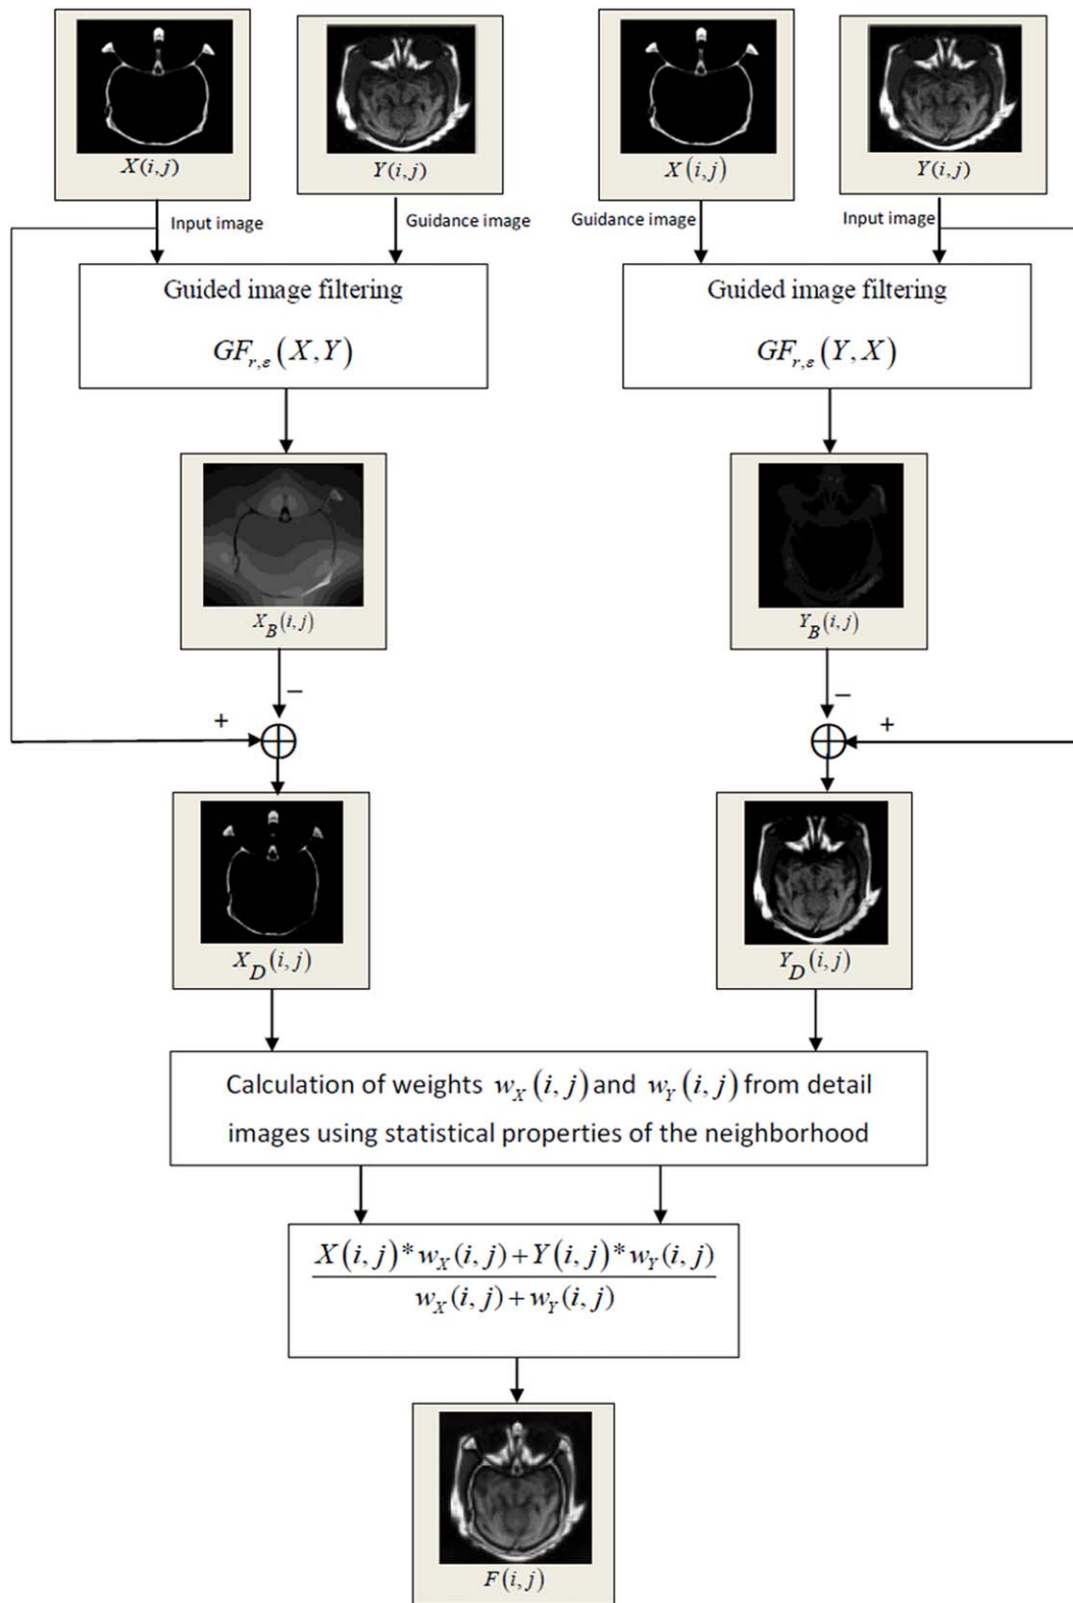 X(i,j)
Y(i,j)
X(i,j)
Y(i,j)
Input image
Guidance image
Guidance image
Input image
Guided image filtering
GF_{r,ε}(X,Y)
Guided image filtering
GF_{r,ε}(Y,X)
X_B(i,j)
Y_B(i,j)
−
+
−
+
X_D(i,j)
Y_D(i,j)
Calculation of weights w_X(i,j) and w_Y(i,j) from detail
images using statistical properties of the neighborhood
X(i,j)*w_X(i,j)+Y(i,j)*w_Y(i,j)
w_X(i,j)+w_Y(i,j)
F(i,j)